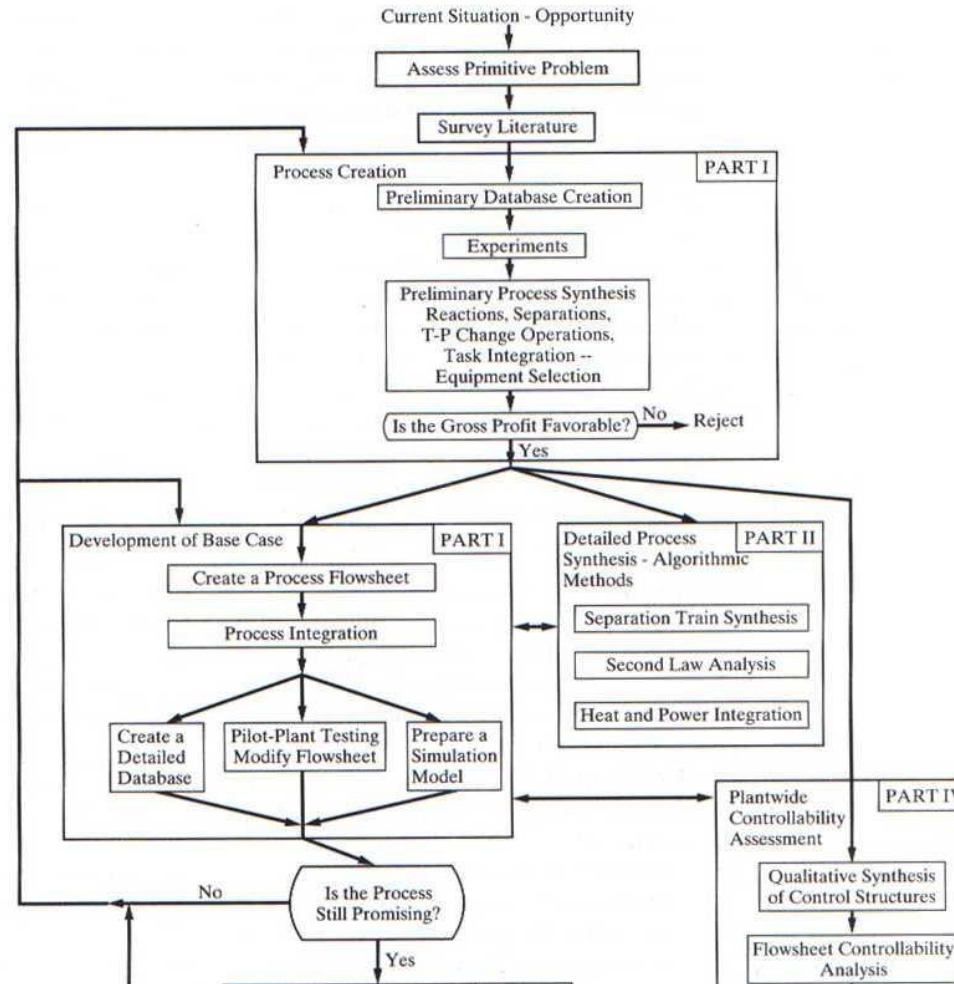 Current Situation - Opportunity
Assess Primitive Problem
Survey Literature
PART I
Process Creation
Preliminary Database Creation
Experiments
Preliminary Process Synthesis
Reactions, Separations,
T-P Change Operations,
Task Integration --
Equipment Selection
Is the Gross Profit Favorable?
No
Reject
Yes
Development of Base Case
PART I
Create a Process Flowsheet
Process Integration
Create a
Detailed
Database
Pilot-Plant Testing
Modify Flowsheet
Prepare a
Simulation
Model
Detailed Process
PART II
Synthesis - Algorithmic
Methods
Separation Train Synthesis
Second Law Analysis
Heat and Power Integration
Plantwide
PART IV
Controllability
Assessment
Qualitative Synthesis
of Control Structures
Flowsheet Controllability
Analysis
Is the Process
Still Promising?
No
Yes